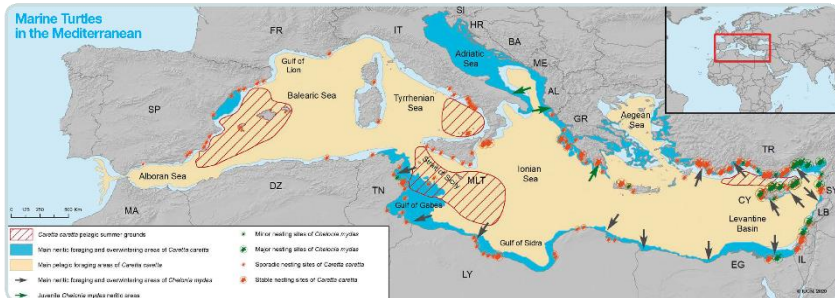 Marine Turtles
in the Mediterranean
FR
IT
SI
HR
BA
ME
AL
Adriatic
Sea
Gulf of
Lion
Balearic Sea
Tyrrhenian
Sea
SP
GR
Aegean
Sea
TR
Alboran Sea
Strait of Sicily
MLT
Ionian
Sea
CY
SY
LB
Levantine
Basin
DZ
TN
Gulf of Gabes
MA
Gulf of Sidra
LY
EG
IL
Caretta caretta pelagic summer grounds
Main neritic foraging and overwintering areas of Caretta caretta
Main pelagic foraging areas of Caretta caretta
Main neritic foraging and overwintering areas of Chelonia mydas
Juvenile Chelonia mydas neritic areas
Minor nesting sites of Chelonia mydas
Major nesting sites of Chelonia mydas
Sporadic nesting sites of Caretta caretta
Stable nesting sites of Caretta caretta